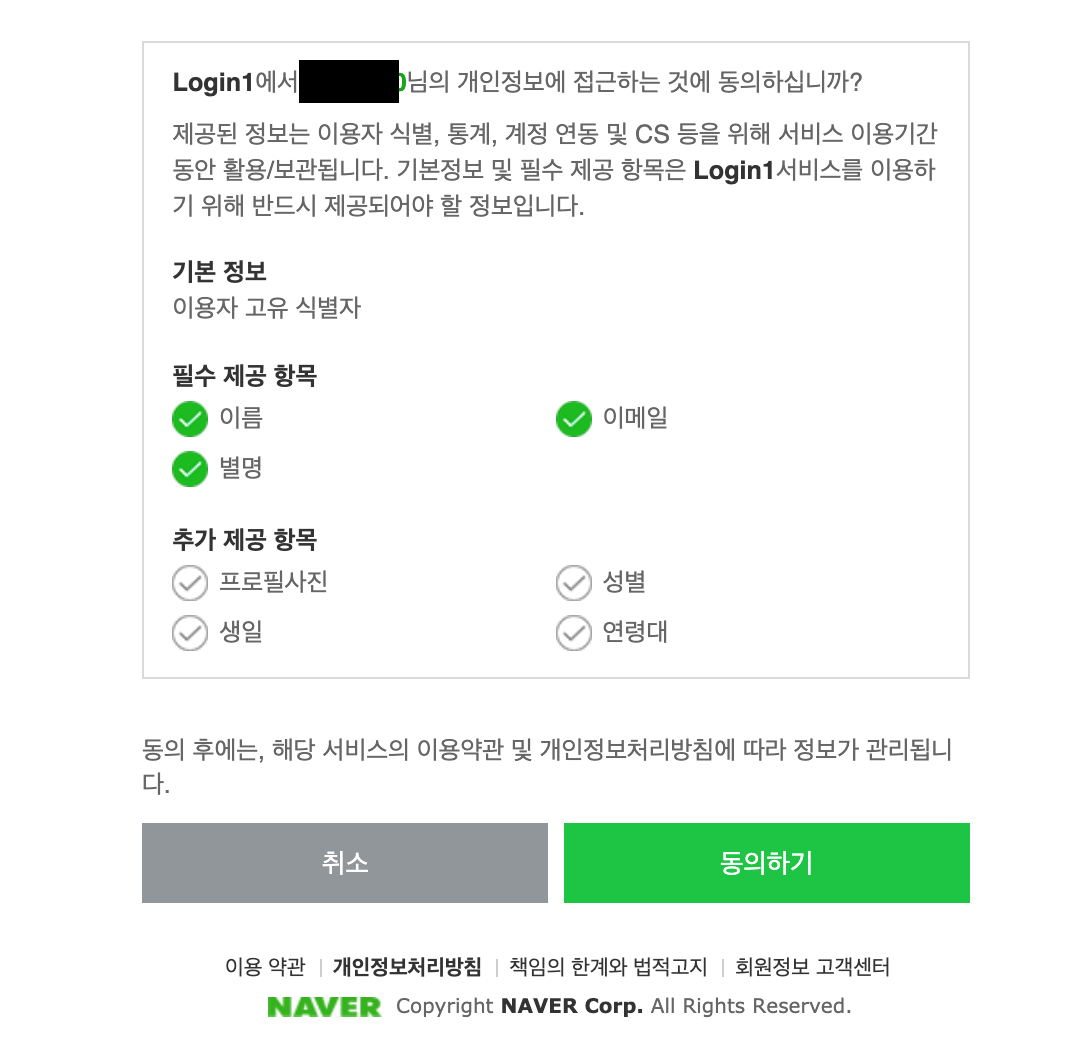 Login1에서 님의 개인정보에 접근하는 것에 동의하십니까?
제공된 정보는 이용자 식별, 통계, 계정 연동 및 CS 등을 위해 서비스 이용기간
동안 활용/보관됩니다. 기본정보 및 필수 제공 항목은 Login1서비스를 이용하
기 위해 반드시 제공되어야 할 정보입니다.
기본 정보
이용자 고유 식별자
필수 제공 항목
이름 이메일
별명
추가 제공 항목
프로필사진 성별
생일 연령대
동의 후에는, 해당 서비스의 이용약관 및 개인정보처리방침에 따라 정보가 관리됩니
다.
취소 동의하기
이용 약관 | 개인정보처리방침 | 책임의 한계와 법적고지 | 회원정보 고객센터
NAVER Copyright NAVER Corp. All Rights Reserved.